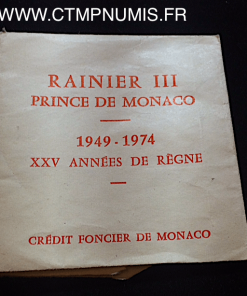 WWW.CTMPNUMIS.FR
RAINIER III
PRINCE DE MONACO
1949-1974
XXV ANNÉES DE RÈGNE
CRÉDIT FONCIER DE MONACO